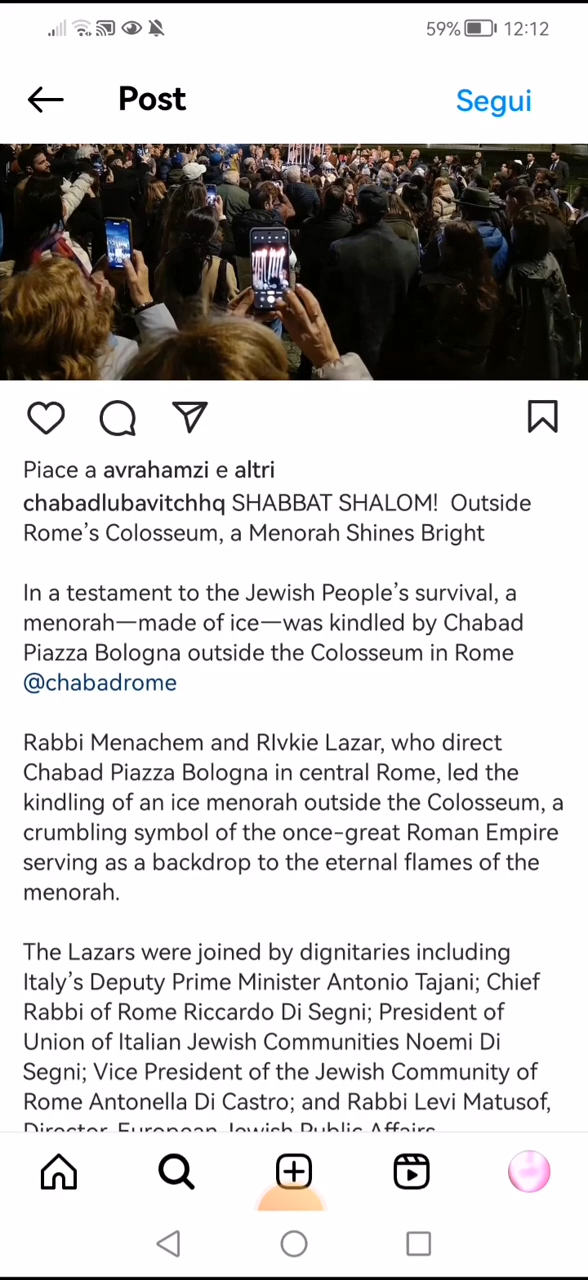 59% 12:12
Post
Segui
Piace a avrahamzi e altri
chabadlubavitchhq SHABBAT SHALOM! Outside
Rome's Colosseum, a Menorah Shines Bright
In a testament to the Jewish People's survival, a
menorah—made of ice—was kindled by Chabad
Piazza Bologna outside the Colosseum in Rome
@chabadrome
Rabbi Menachem and RIvkie Lazar, who direct
Chabad Piazza Bologna in central Rome, led the
kindling of an ice menorah outside the Colosseum, a
crumbling symbol of the once-great Roman Empire
serving as a backdrop to the eternal flames of the
menorah.
The Lazars were joined by dignitaries including
Italy's Deputy Prime Minister Antonio Tajani; Chief
Rabbi of Rome Riccardo Di Segni; President of
Union of Italian Jewish Communities Noemi Di
Segni; Vice President of the Jewish Community of
Rome Antonella Di Castro; and Rabbi Levi Matusof,
Director, European Jewish Public Affairs